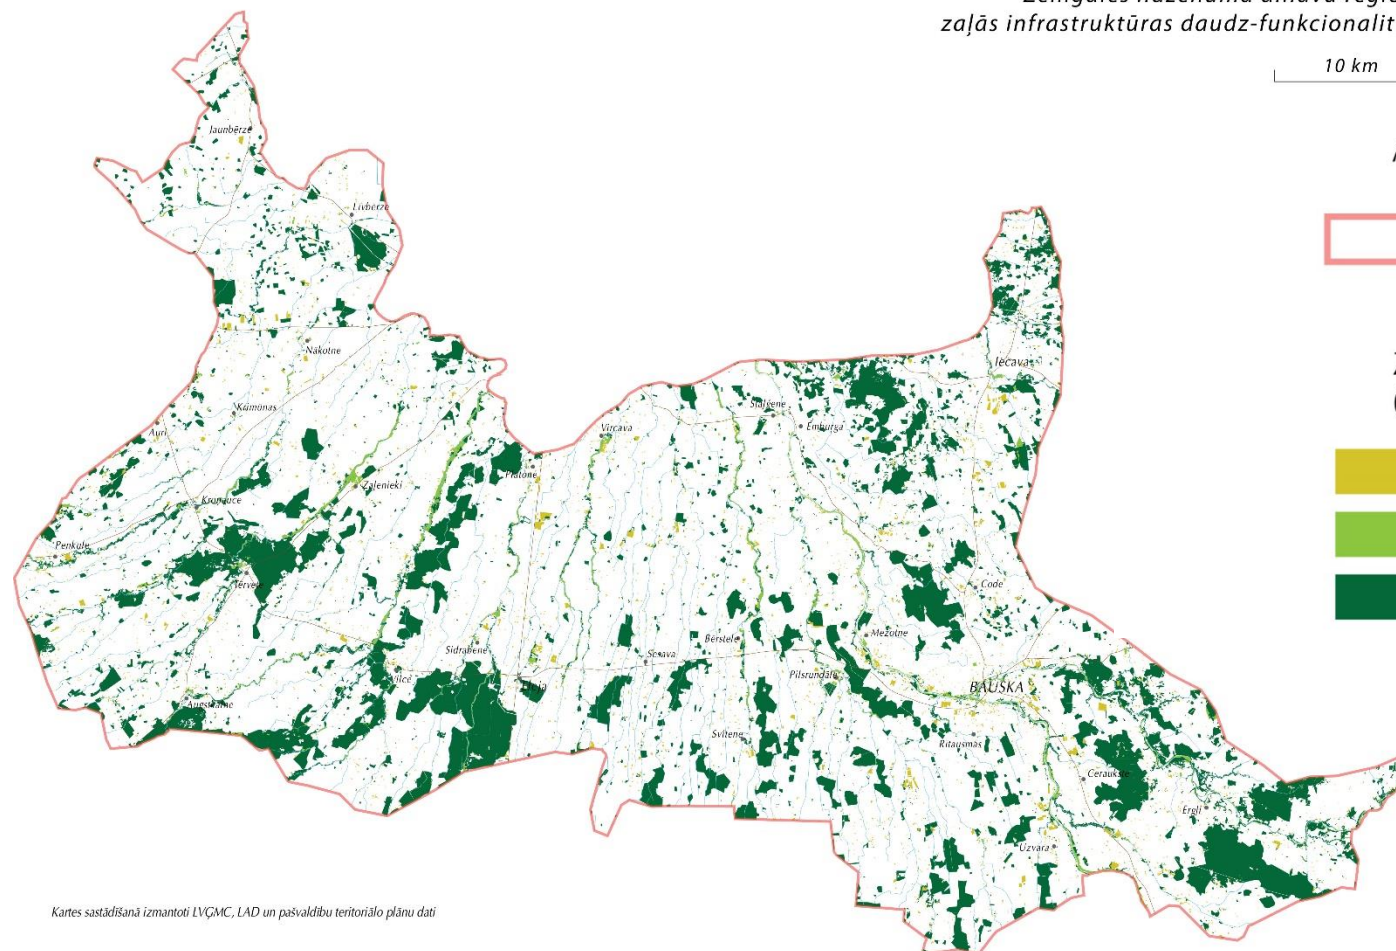 zaļās infrastruktūras daudz-funkcionalit
10 km
Jaunbērze
Līvbērze
Nākotne
Iecava
Krimūnas
Staļģene
Auri
Vircava
Emburga
Platone
Zaļenieki
Kroņauce
Penkule
Tērvete
Code
Mežotne
Bērstele
Sidrabene
Sesava
Vilce
Eleja
Pilsrundāle
BAUSKA
Augstkalne
Svitene
Rītausmas
Ceraukste
Ērgļi
Uzvara
Kartes sastādīšanā izmantoti LVĢMC, LAD un pašvaldību teritoriālo plānu dati